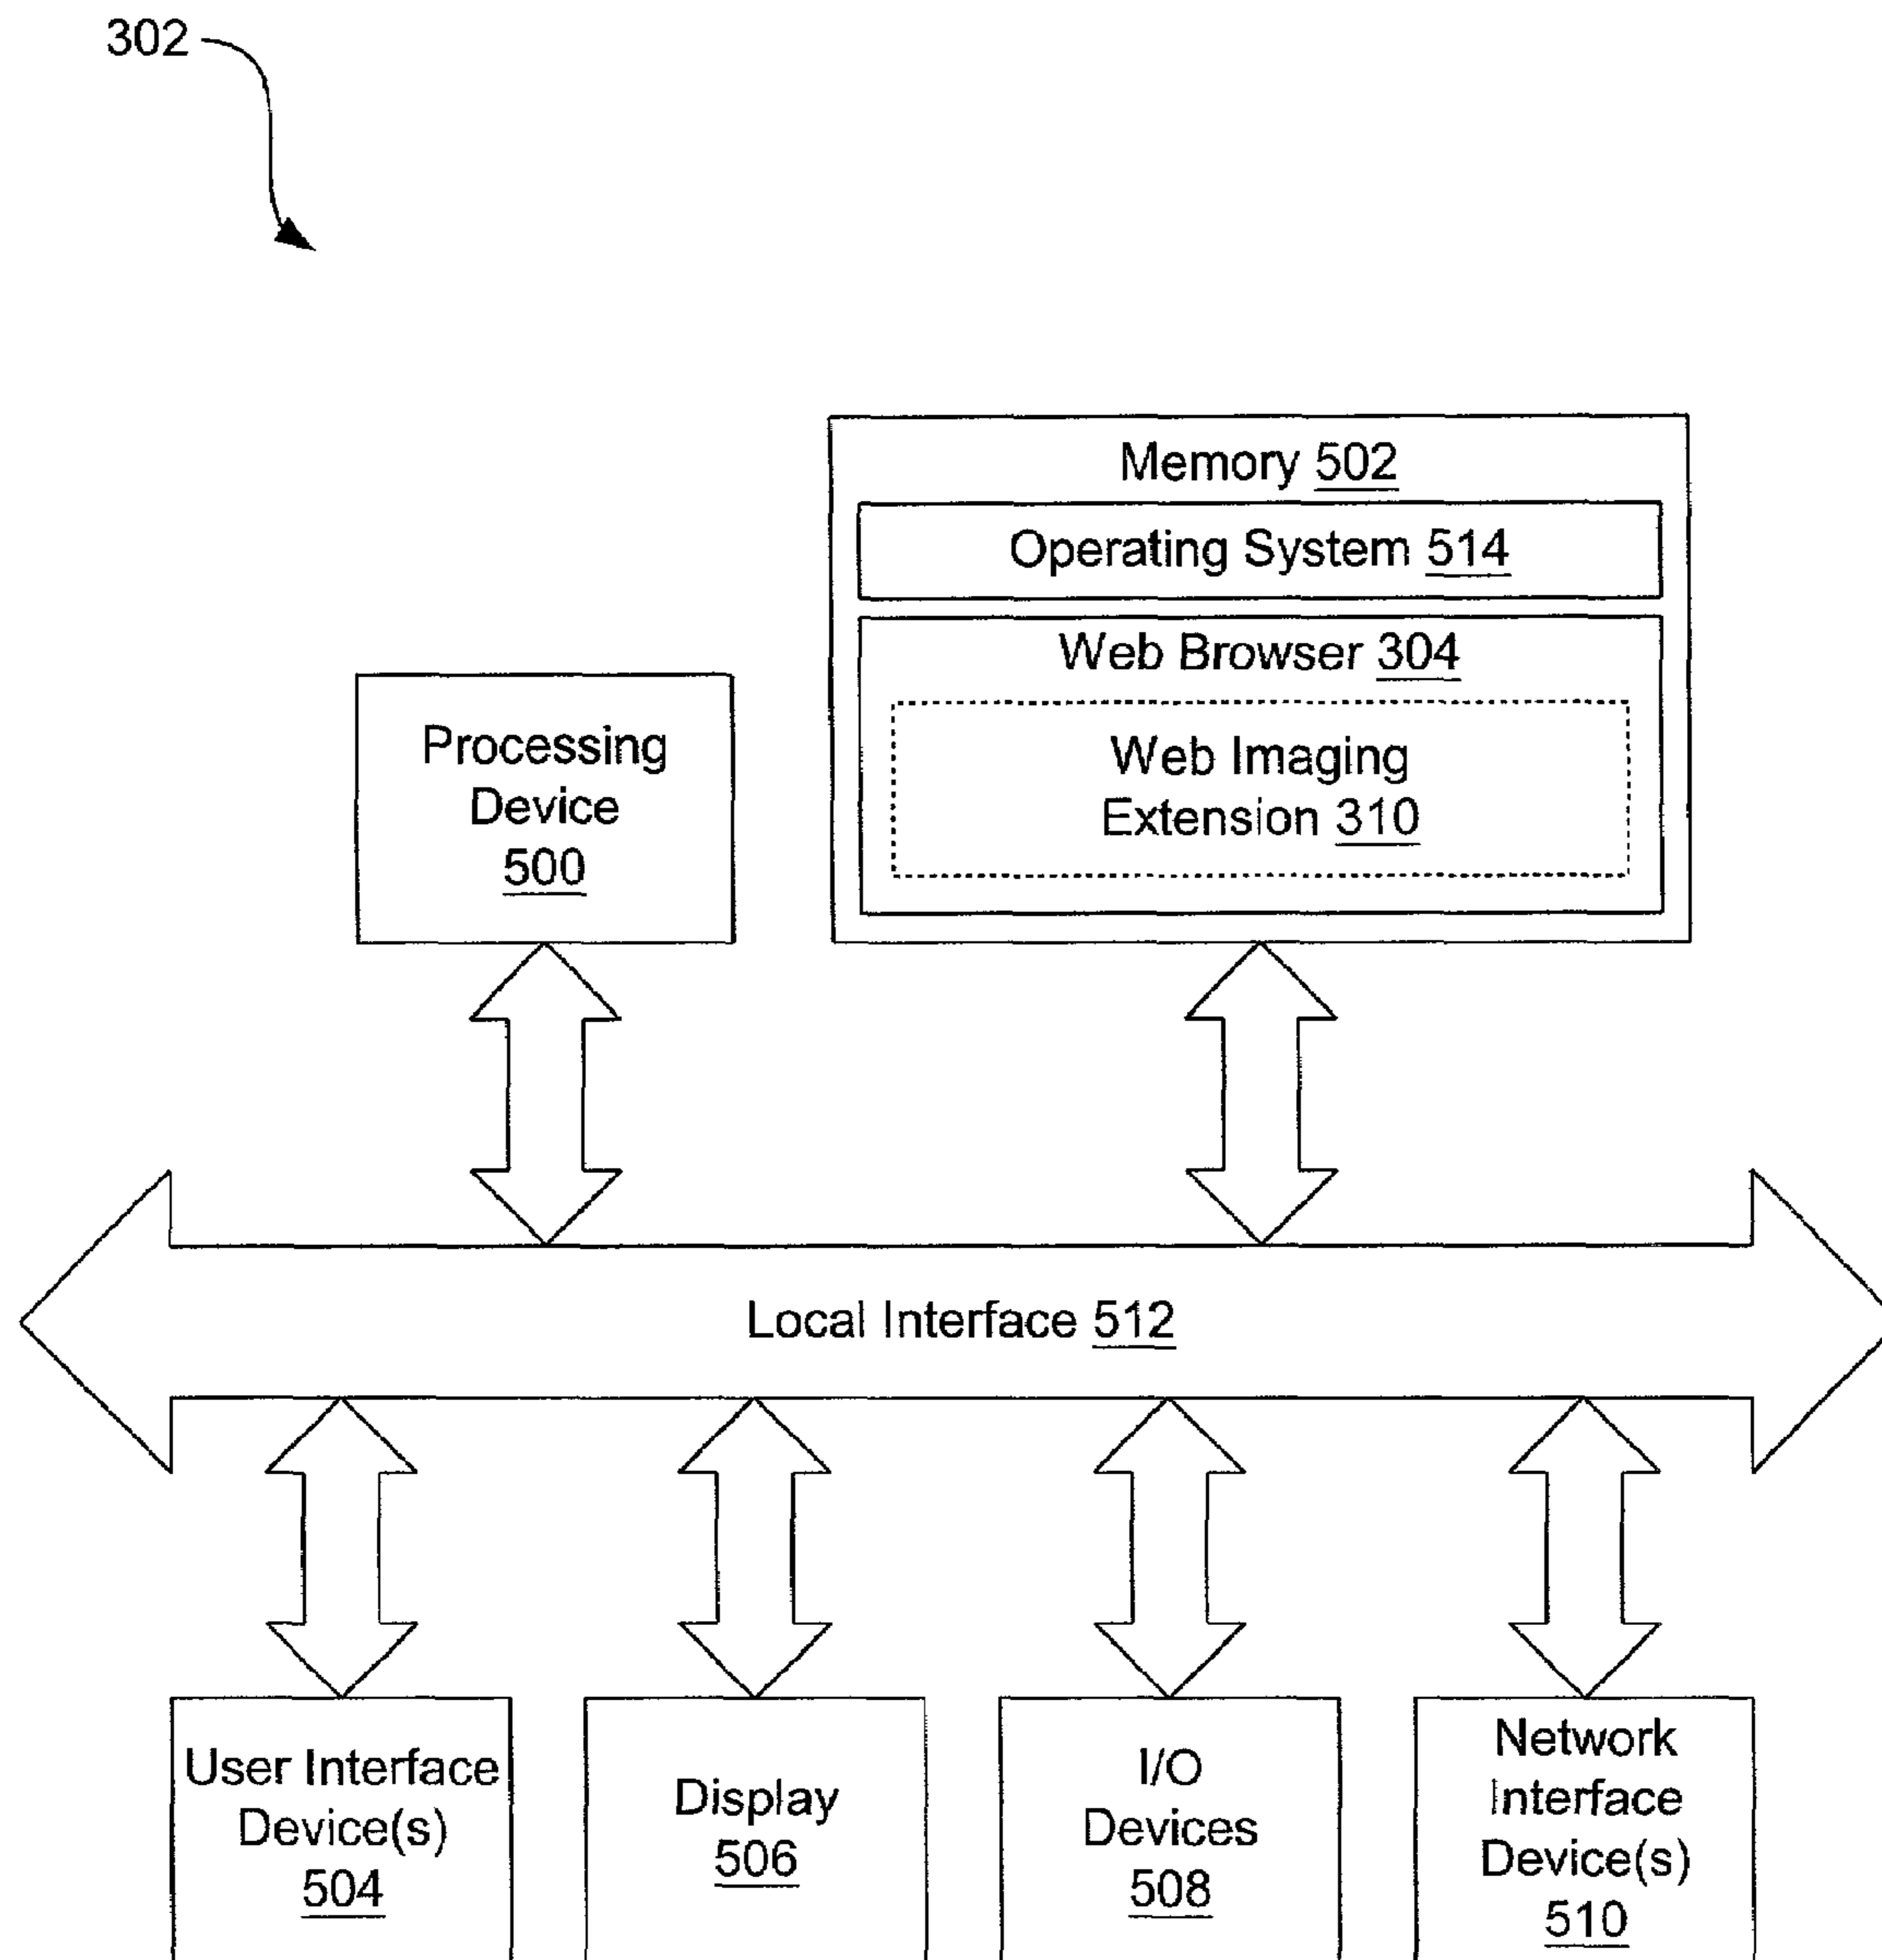 302
Memory 502
Operating System 514
Web Browser 304
Web Imaging
Extension 310
Processing
Device
500
Local Interface 512
User Interface
Device(s)
504
Display
506
I/O
Devices
508
Network
Interface
Device(s)
510